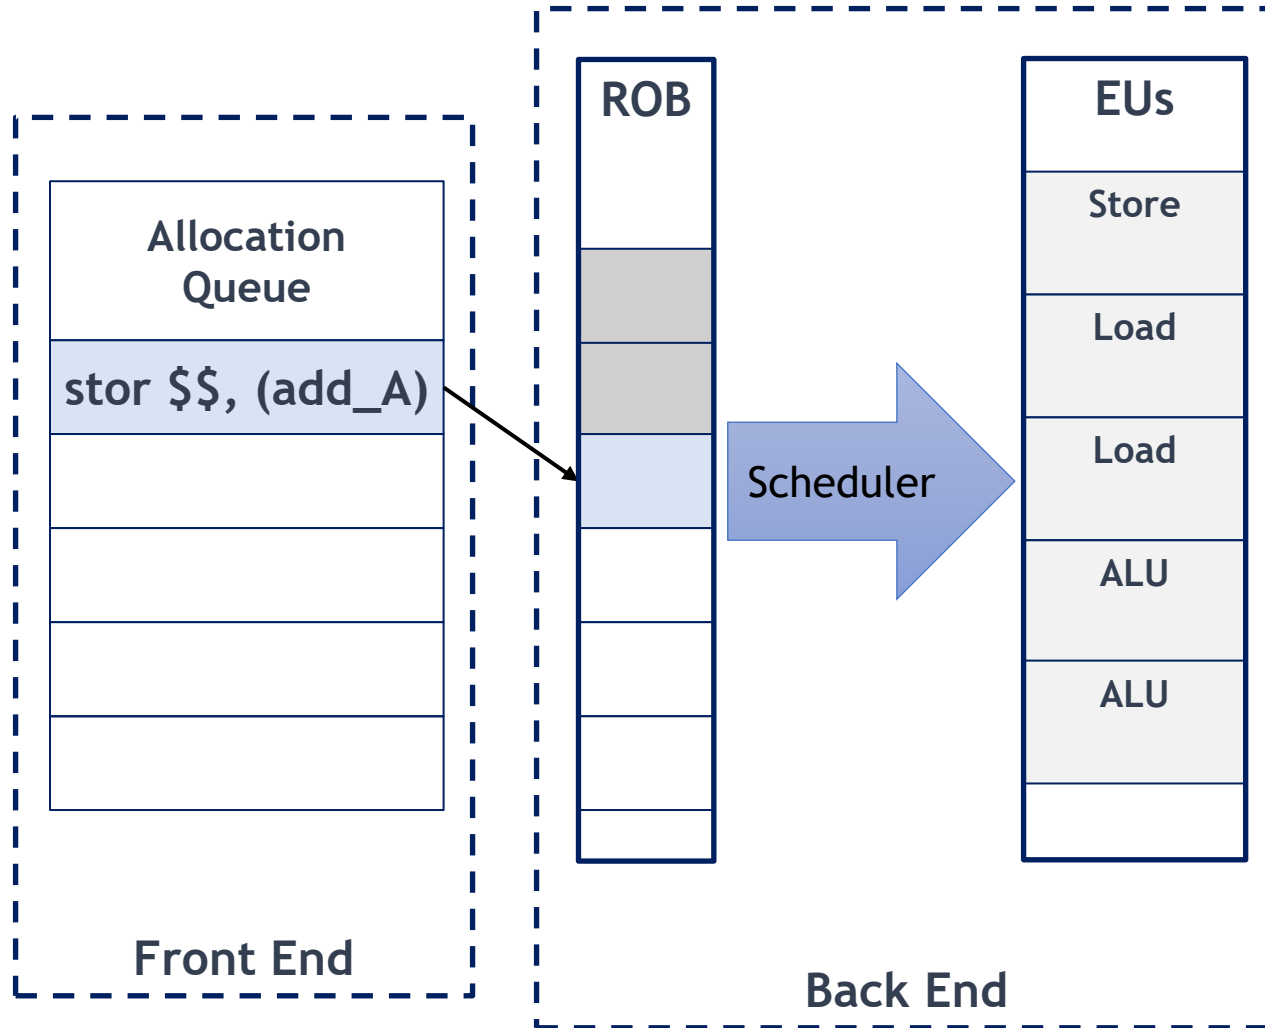 Allocation
Queue
stor $$, (add_A)
Front End
ROB
Scheduler
EUs
Store
Load
Load
ALU
ALU
Back End